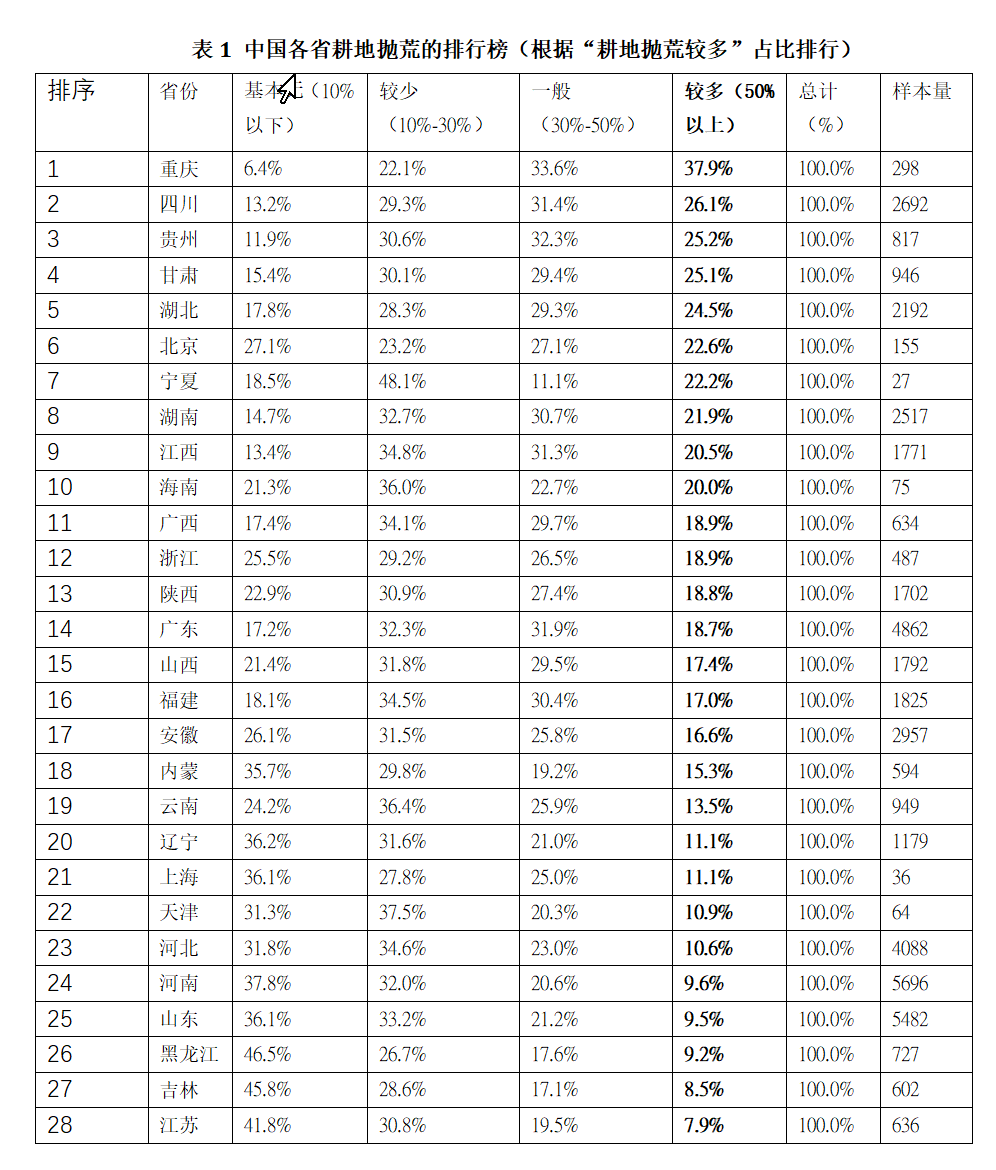 表 1 中国各省耕地抛荒的排行榜（根据“耕地抛荒较多”占比排行）
排序 省份 基本无（10%以下） 较少（10%-30%） 一般（30%-50%） 较多（50%以上） 总计（%） 样本量
1 重庆 6.4% 22.1% 33.6% 37.9% 100.0% 298
2 四川 13.2% 29.3% 31.4% 26.1% 100.0% 2692
3 贵州 11.9% 30.6% 32.3% 25.2% 100.0% 817
4 甘肃 15.4% 30.1% 29.4% 25.1% 100.0% 946
5 湖北 17.8% 28.3% 29.3% 24.5% 100.0% 2192
6 北京 27.1% 23.2% 27.1% 22.6% 100.0% 155
7 宁夏 18.5% 48.1% 11.1% 22.2% 100.0% 27
8 湖南 14.7% 32.7% 30.7% 21.9% 100.0% 2517
9 江西 13.4% 34.8% 31.3% 20.5% 100.0% 1771
10 海南 21.3% 36.0% 22.7% 20.0% 100.0% 75
11 广西 17.4% 34.1% 29.7% 18.9% 100.0% 634
12 浙江 25.5% 29.2% 26.5% 18.9% 100.0% 487
13 陕西 22.9% 30.9% 27.4% 18.8% 100.0% 1702
14 广东 17.2% 32.3% 31.9% 18.7% 100.0% 4862
15 山西 21.4% 31.8% 29.5% 17.4% 100.0% 1792
16 福建 18.1% 34.5% 30.4% 17.0% 100.0% 1825
17 安徽 26.1% 31.5% 25.8% 16.6% 100.0% 2957
18 内蒙 35.7% 29.8% 19.2% 15.3% 100.0% 594
19 云南 24.2% 36.4% 25.9% 13.5% 100.0% 949
20 辽宁 36.2% 31.6% 21.0% 11.1% 100.0% 1179
21 上海 36.1% 27.8% 25.0% 11.1% 100.0% 36
22 天津 31.3% 37.5% 20.3% 10.9% 100.0% 64
23 河北 31.8% 34.6% 23.0% 10.6% 100.0% 4088
24 河南 37.8% 32.0% 20.6% 9.6% 100.0% 5696
25 山东 36.1% 33.2% 21.2% 9.5% 100.0% 5482
26 黑龙江 46.5% 26.7% 17.6% 9.2% 100.0% 727
27 吉林 45.8% 28.6% 17.1% 8.5% 100.0% 602
28 江苏 41.8% 30.8% 19.5% 7.9% 100.0% 636